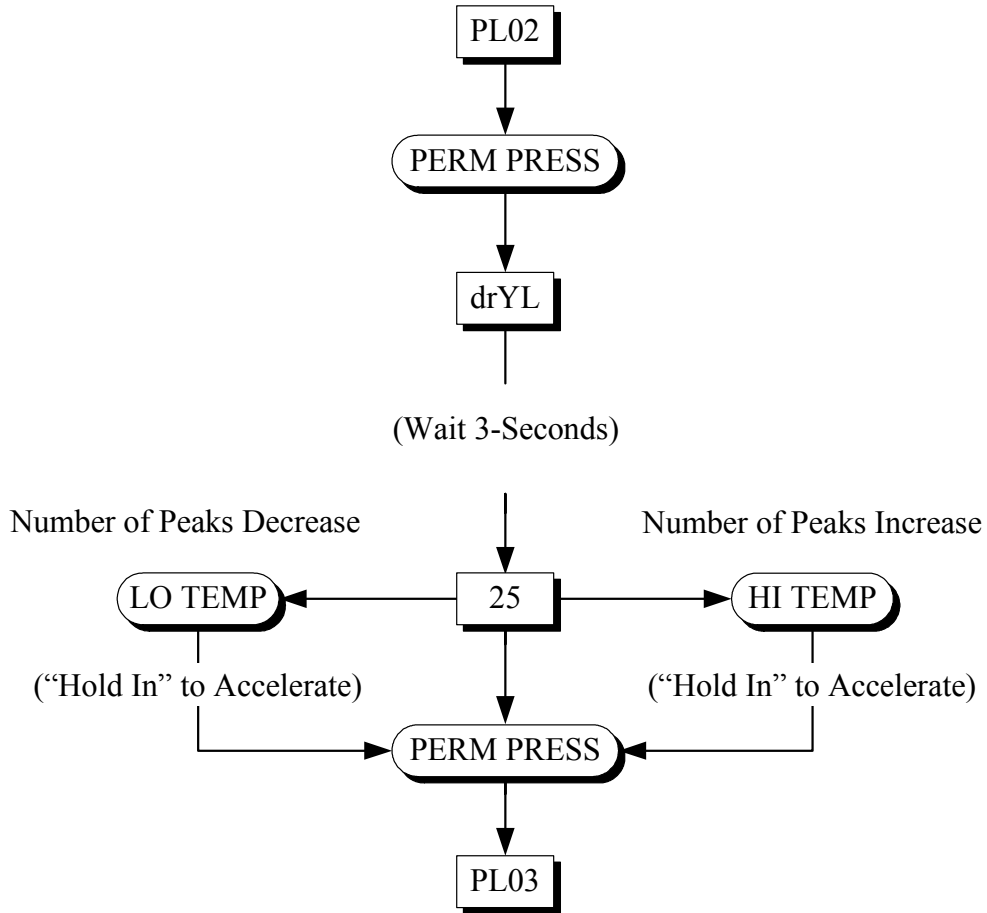 PL02
PERM PRESS
drYL
(Wait 3-Seconds)
Number of Peaks Decrease
Number of Peaks Increase
LO TEMP
25
HI TEMP
(“Hold In” to Accelerate)
(“Hold In” to Accelerate)
PERM PRESS
PL03